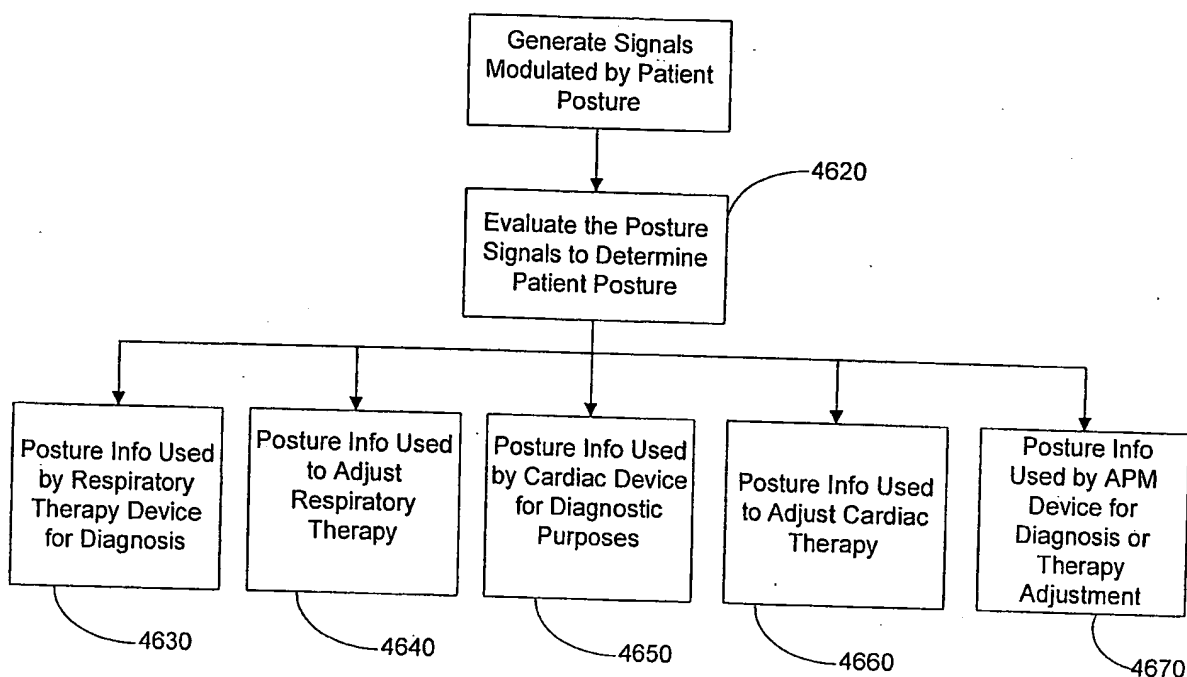 Generate Signals
Modulated by Patient
Posture
4620
Evaluate the Posture
Signals to Determine
Patient Posture
Posture Info Used
by Respiratory
Therapy Device
for Diagnosis
Posture Info Used
to Adjust
Respiratory
Therapy
Posture Info Used
by Cardiac Device
for Diagnostic
Purposes
Posture Info Used
to Adjust Cardiac
Therapy
Posture Info
Used by APM
Device for
Diagnosis or
Therapy
Adjustment
4630
4640
4650
4660
4670